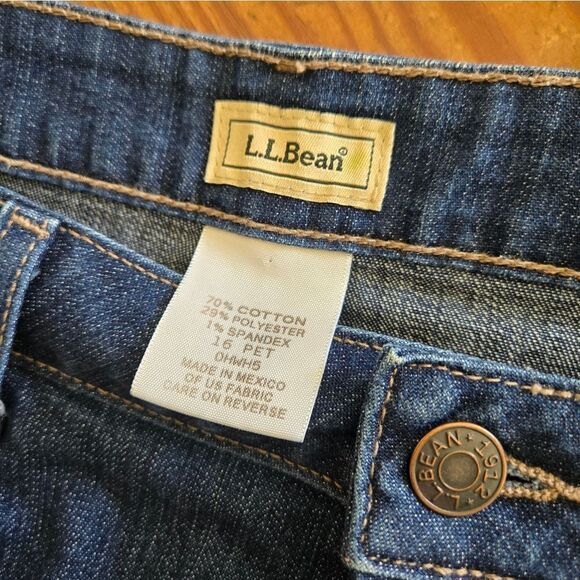 L.L.Bean®
70% COTTON
29% POLYESTER
1% SPANDEX
16 PET
OHWH5
MADE IN MEXICO
OF US FABRIC
CARE ON REVERSE
L.L.BEAN ★ 1912 ★